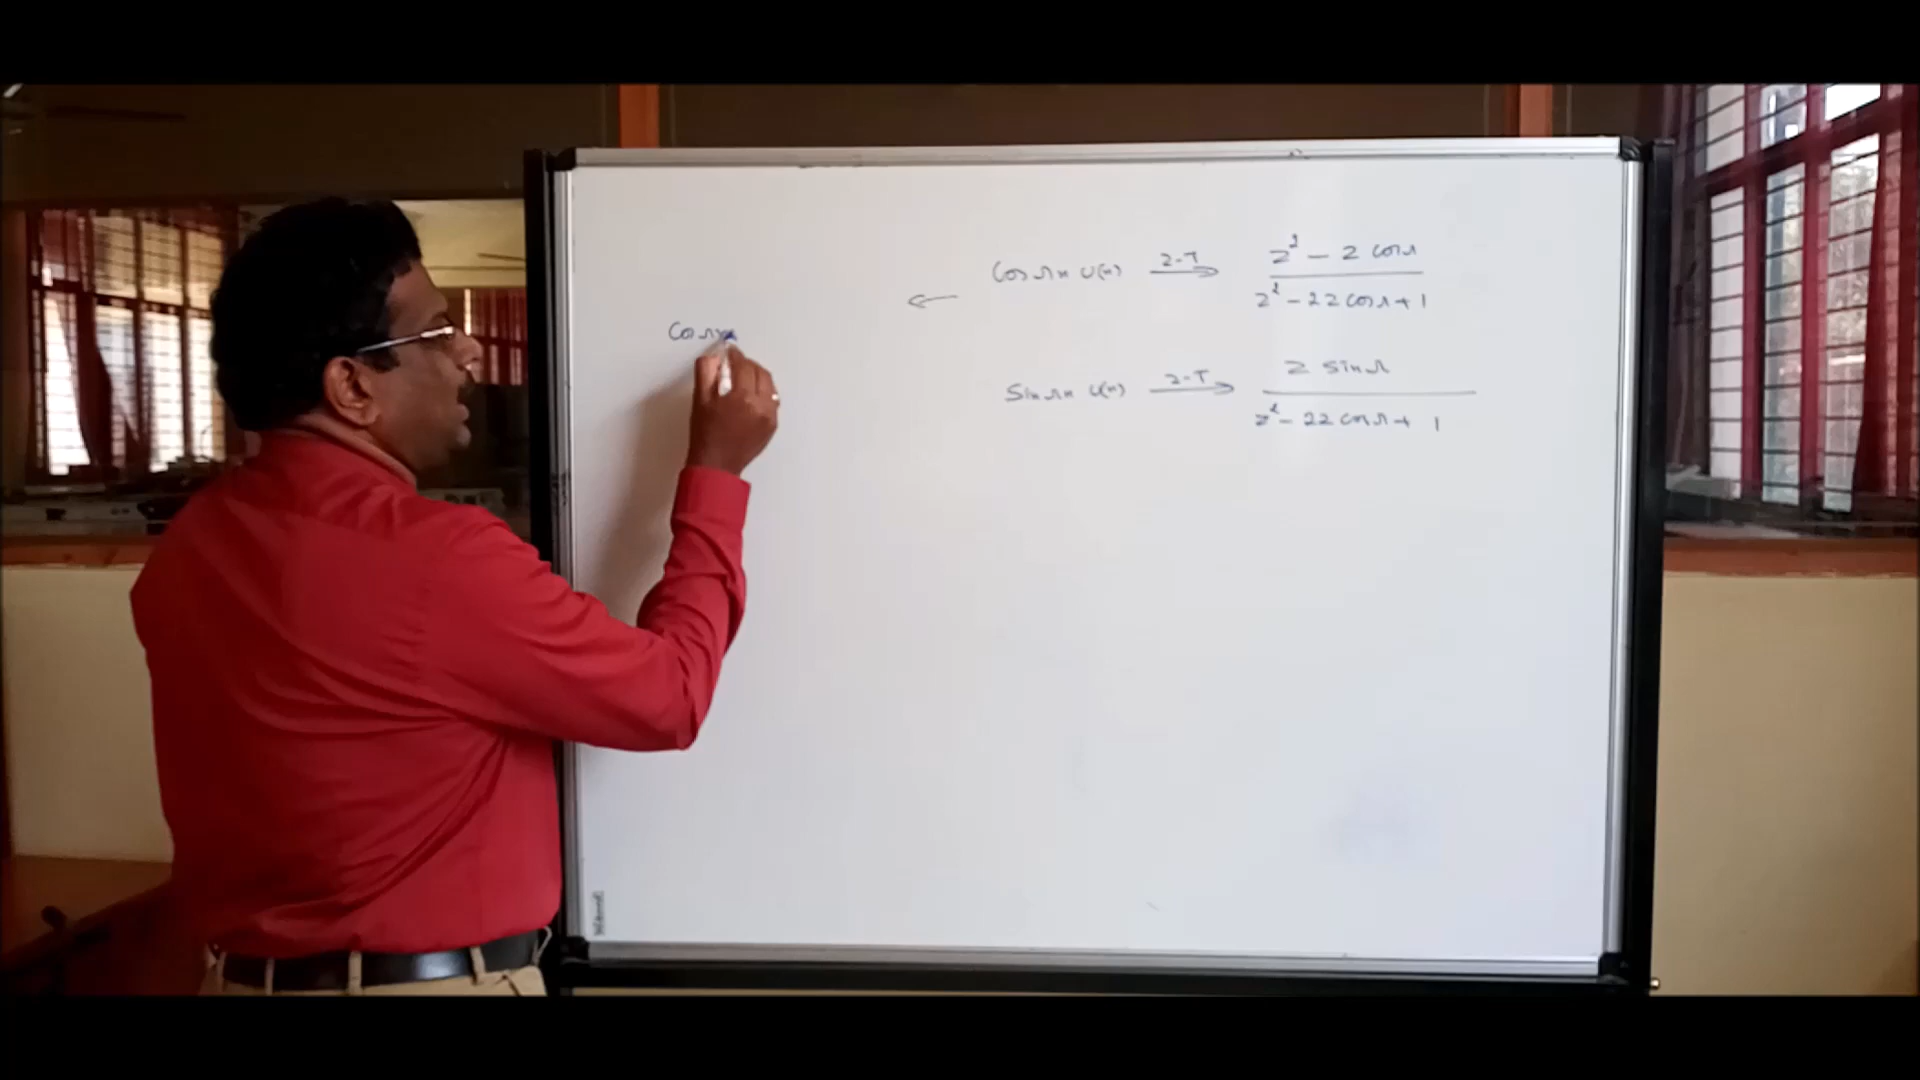 Cos Ωn u(n) Z-T → z² - z cos Ω / z² - 2z cos Ω + 1
←
Cos Ωn
Sin Ωn u(n) Z-T → z sin Ω / z² - 2z cos Ω + 1